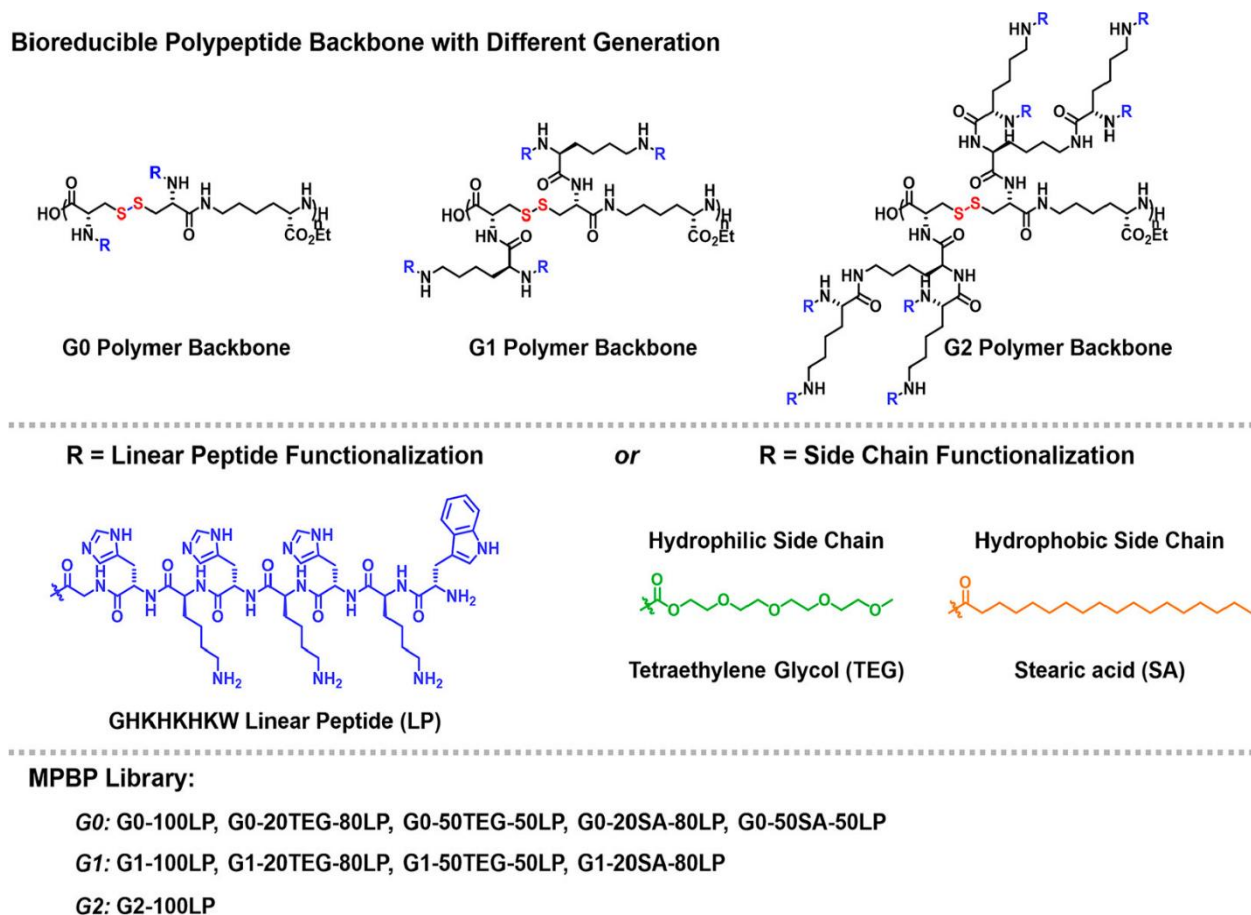 Bioreducible Polypeptide Backbone with Different Generation
G0 Polymer Backbone
G1 Polymer Backbone
G2 Polymer Backbone
R = Linear Peptide Functionalization or R = Side Chain Functionalization
GHKHKHKW Linear Peptide (LP)
Hydrophilic Side Chain
Tetraethylene Glycol (TEG)
Hydrophobic Side Chain
Stearic acid (SA)
MPBP Library:
G0: G0-100LP, G0-20TEG-80LP, G0-50TEG-50LP, G0-20SA-80LP, G0-50SA-50LP
G1: G1-100LP, G1-20TEG-80LP, G1-50TEG-50LP, G1-20SA-80LP
G2: G2-100LP